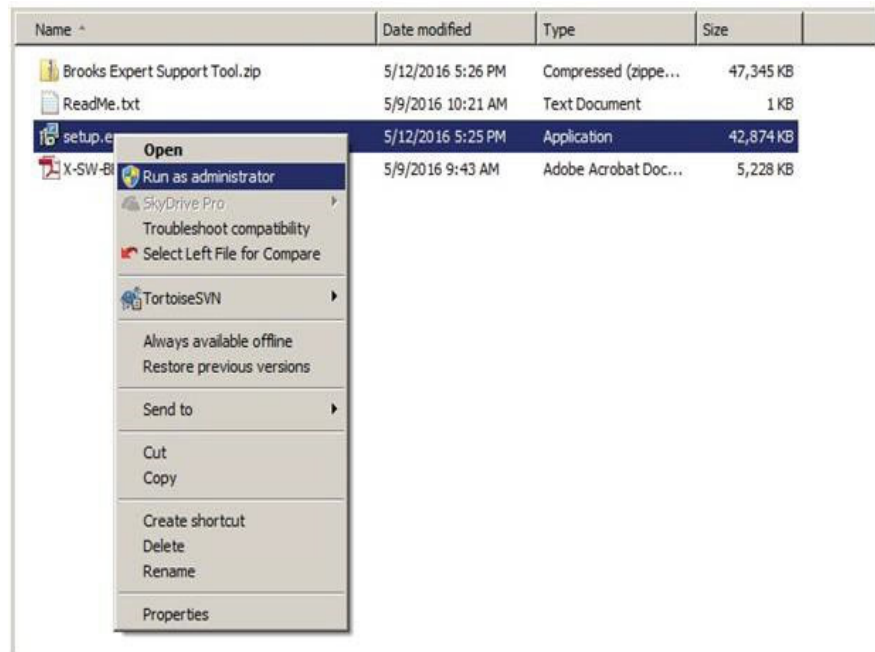 Name Date modified Type Size
Brooks Expert Support Tool.zip 5/12/2016 5:26 PM Compressed (zippe... 47,345 KB
ReadMe.txt 5/9/2016 10:21 AM Text Document 1 KB
setup.e 5/12/2016 5:25 PM Application 42,874 KB
X-SW-B 5/9/2016 9:43 AM Adobe Acrobat Doc... 5,228 KB
Open
Run as administrator
SkyDrive Pro
Troubleshoot compatibility
Select Left File for Compare
TortoiseSVN
Always available offline
Restore previous versions
Send to
Cut
Copy
Create shortcut
Delete
Rename
Properties